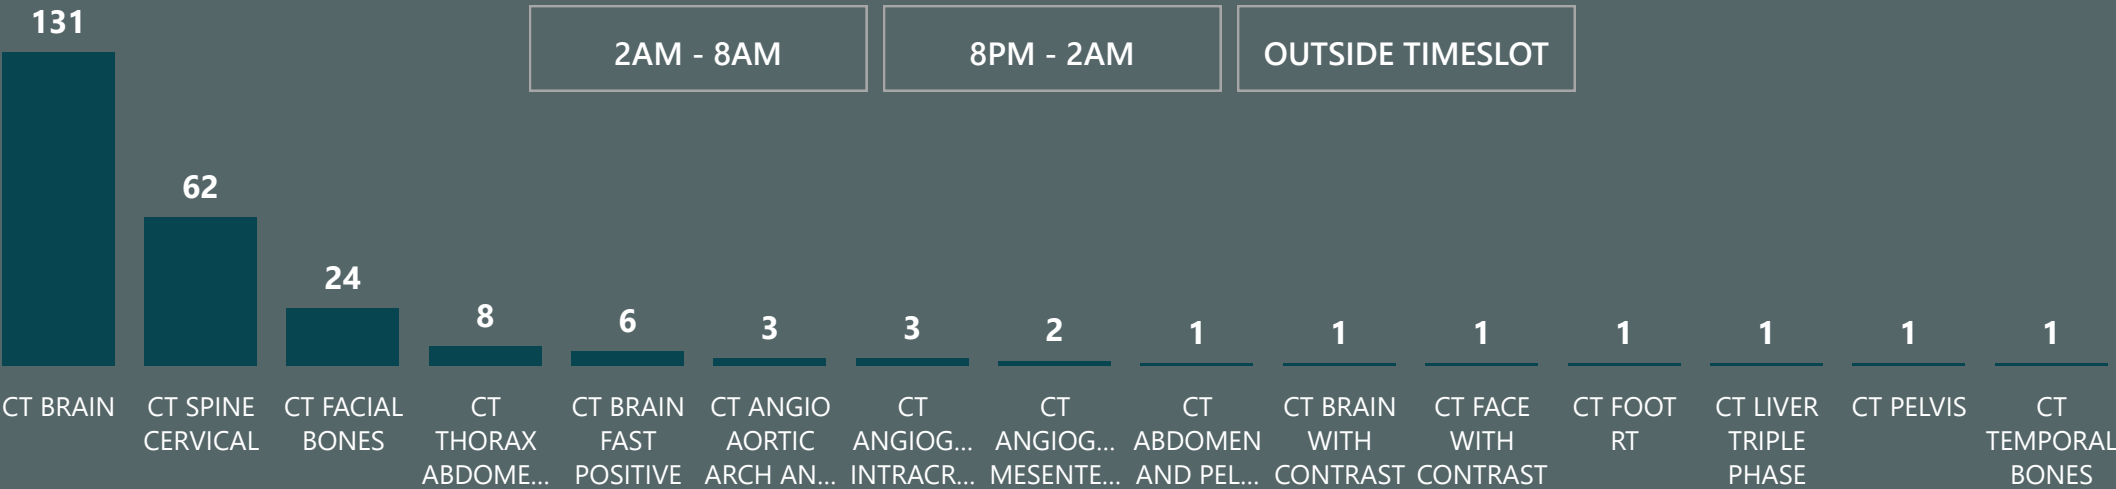 131
2AM - 8AM
8PM - 2AM
OUTSIDE TIMESLOT
62
24
8
6
3
3
2
1
1
1
1
1
1
1
CT BRAIN
CT SPINE
CERVICAL
CT FACIAL
BONES
CT
THORAX
ABDOME...
CT BRAIN
FAST
POSITIVE
CT ANGIO
AORTIC
ARCH AN...
CT
ANGIOG...
INTRACR...
CT
ANGIOG...
MESENTE...
CT
ABDOMEN
AND PEL...
CT BRAIN
WITH
CONTRAST
CT FACE
WITH
CONTRAST
CT FOOT
RT
CT LIVER
TRIPLE
PHASE
CT PELVIS
CT
TEMPORAL
BONES